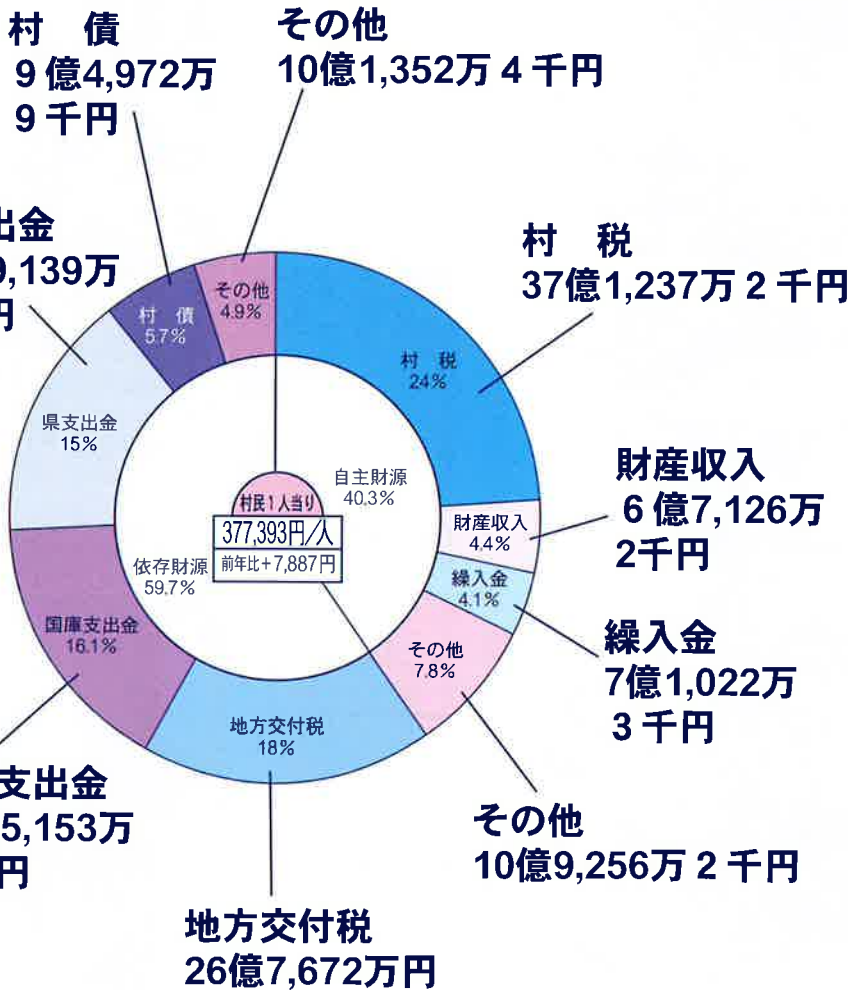 村　債
9億4,972万
9千円
その他
10億1,352万4千円
出金
9,139万
円
村　税
37億1,237万2千円
財産収入
6億7,126万
2千円
繰入金
7億1,022万
3千円
その他
10億9,256万2千円
地方交付税
26億7,672万円
支出金
5,153万
円
村　債
5.7%
その他
4.9%
村　税
24%
県支出金
15%
自主財源
40.3%
財産収入
4.4%
村民1人当り
377,393円/人
前年比+7,887円
依存財源
59.7%
繰入金
4.1%
国庫支出金
16.1%
その他
7.8%
地方交付税
18%